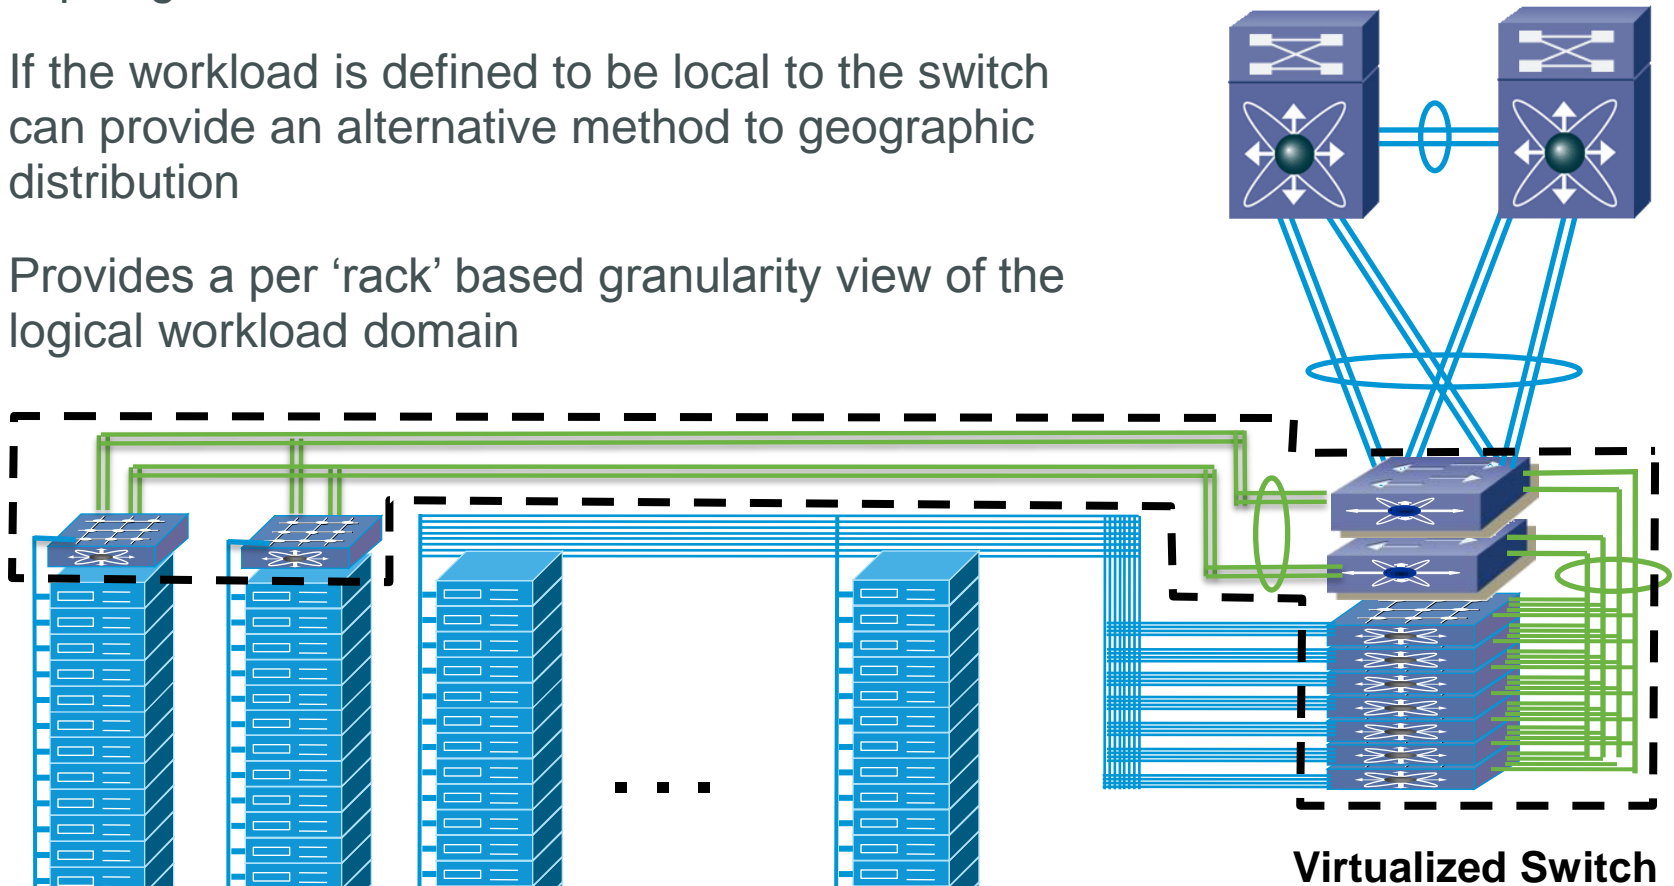 If the workload is defined to be local to the switch
can provide an alternative method to geographic
distribution
Provides a per ‘rack’ based granularity view of the
logical workload domain
. . .
Virtualized Switch